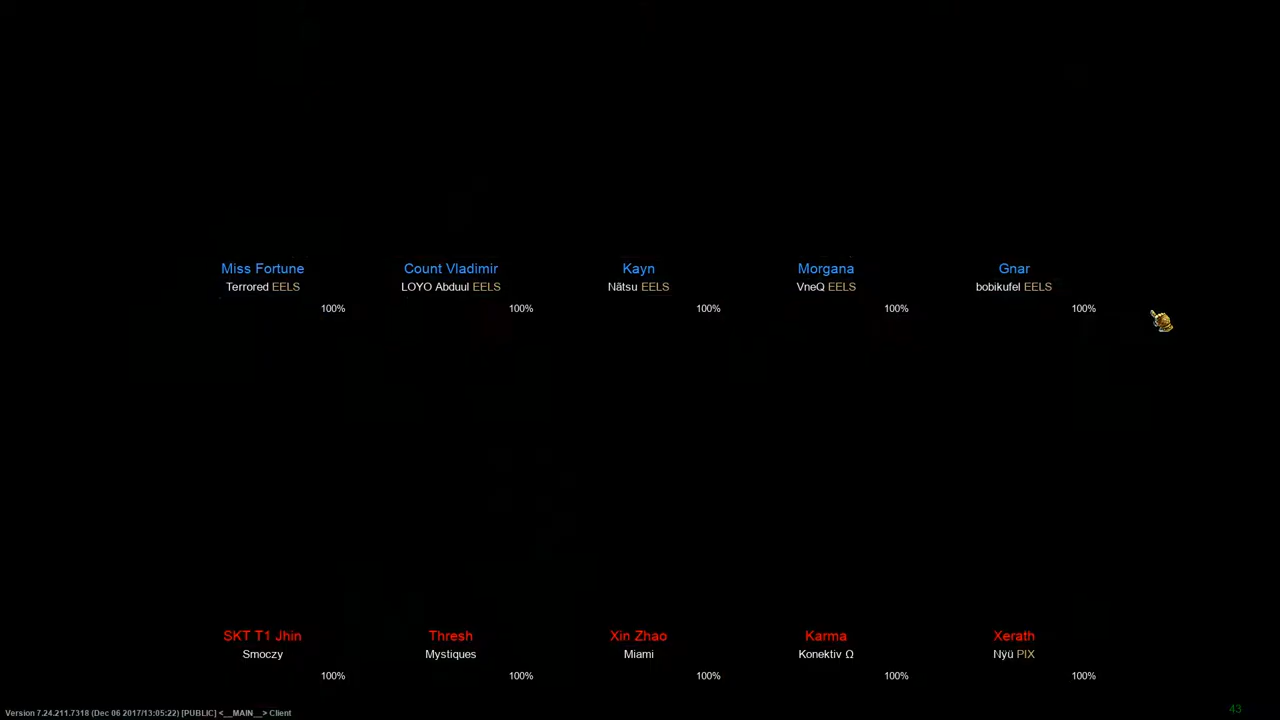 Miss Fortune Count Vladimir Kayn Morgana Gnar
Terrored EELS LOYO Abduul EELS Nãtsu EELS VneQ EELS bobikufel EELS
100% 100% 100% 100% 100%
SKT T1 Jhin Thresh Xin Zhao Karma Xerath
Smoczy Mystiques Miami Konektiv Ω Nÿü PIX
100% 100% 100% 100% 100%
Version 7.24.211.7318 (Dec 06 2017/13:05:22) [PUBLIC] <__MAIN__> Client 43